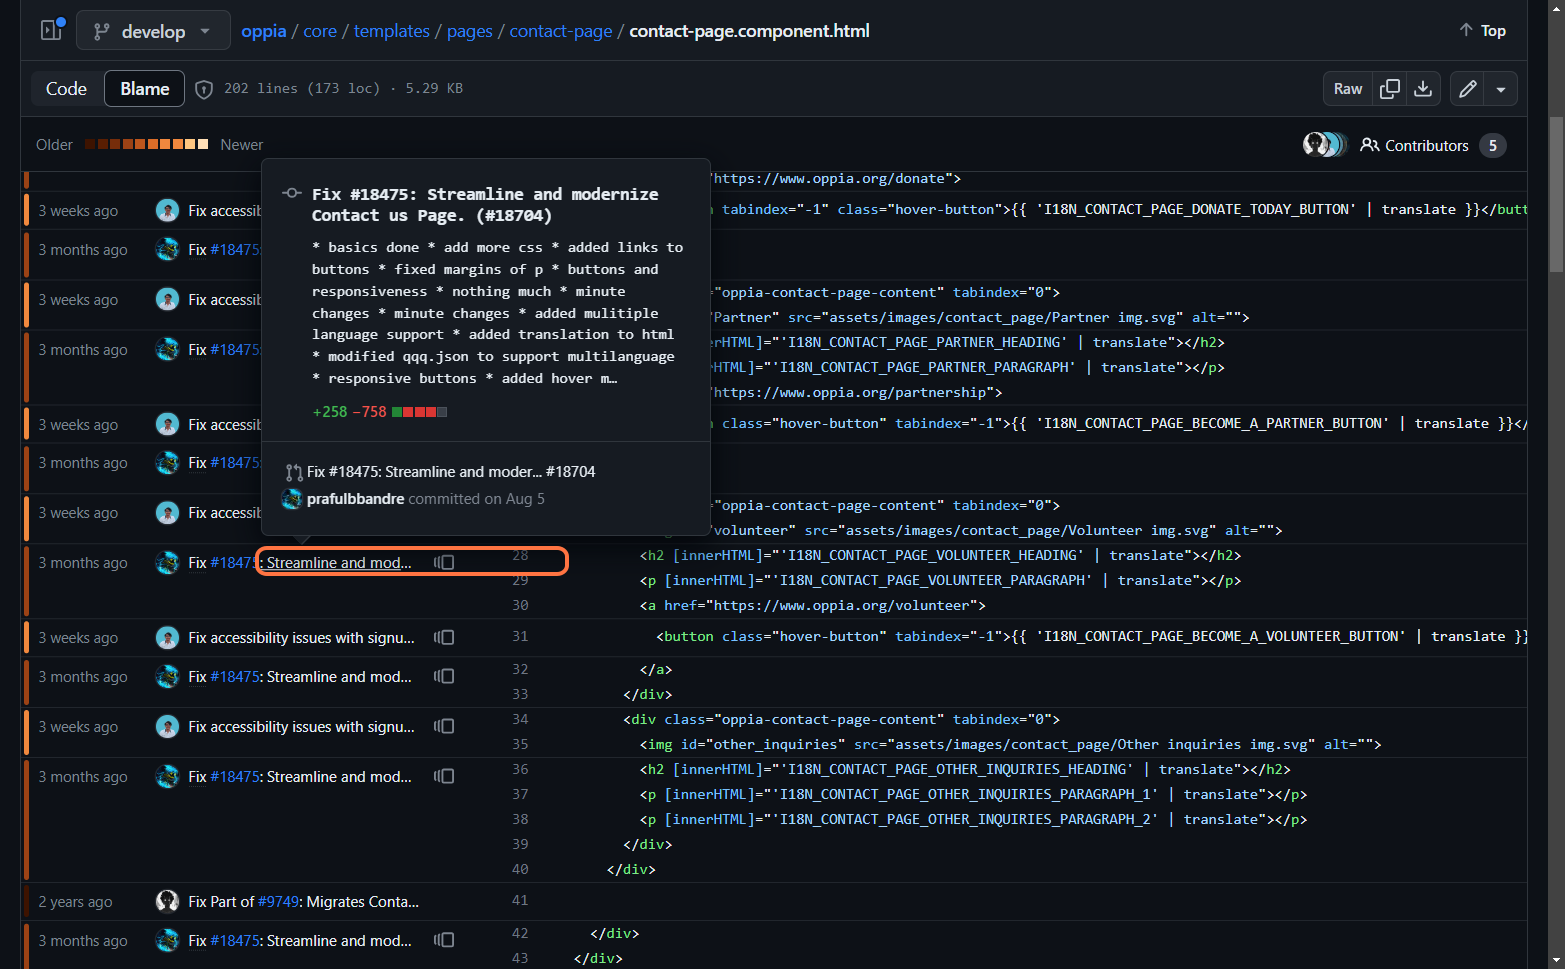 develop oppia / core / templates / pages / contact-page / contact-page.component.html Top
Code Blame 202 lines (173 loc) · 5.29 KB Raw
Older Newer Contributors 5
https://www.oppia.org/donate">
3 weeks ago Fix accessib tabindex="-1" class="hover-button">{{ 'I18N_CONTACT_PAGE_DONATE_TODAY_BUTTON' | translate }}</butt
3 months ago Fix #18475:
3 weeks ago Fix accessib "oppia-contact-page-content" tabindex="0">
Partner" src="assets/images/contact_page/Partner img.svg" alt="">
3 months ago Fix #18475: nerHTML]="'I18N_CONTACT_PAGE_PARTNER_HEADING' | translate"></h2>
HTML]="'I18N_CONTACT_PAGE_PARTNER_PARAGRAPH' | translate"></p>
https://www.oppia.org/partnership">
3 weeks ago Fix accessib class="hover-button" tabindex="-1">{{ 'I18N_CONTACT_PAGE_BECOME_A_PARTNER_BUTTON' | translate }}</
3 months ago Fix #18475:
3 weeks ago Fix accessib "oppia-contact-page-content" tabindex="0">
volunteer" src="assets/images/contact_page/Volunteer img.svg" alt="">
Fix #18475: Streamline and modernize
Contact us Page. (#18704)
* basics done * add more css * added links to
buttons * fixed margins of p * buttons and
responsiveness * nothing much * minute
changes * minute changes * added mulitiple
language support * added translation to html
* modified qqq.json to support multilanguage
* responsive buttons * added hover m…
+258 −758
Fix #18475: Streamline and moder... #18704
prafulbbandre committed on Aug 5
3 months ago Fix #18475: Streamline and mod... 28 <h2 [innerHTML]="'I18N_CONTACT_PAGE_VOLUNTEER_HEADING' | translate"></h2>
29 <p [innerHTML]="'I18N_CONTACT_PAGE_VOLUNTEER_PARAGRAPH' | translate"></p>
30 <a href="https://www.oppia.org/volunteer">
3 weeks ago Fix accessibility issues with signu... 31 <button class="hover-button" tabindex="-1">{{ 'I18N_CONTACT_PAGE_BECOME_A_VOLUNTEER_BUTTON' | translate }}
3 months ago Fix #18475: Streamline and mod... 32 </a>
33 </div>
3 weeks ago Fix accessibility issues with signu... 34 <div class="oppia-contact-page-content" tabindex="0">
35 <img id="other_inquiries" src="assets/images/contact_page/Other inquiries img.svg" alt="">
3 months ago Fix #18475: Streamline and mod... 36 <h2 [innerHTML]="'I18N_CONTACT_PAGE_OTHER_INQUIRIES_HEADING' | translate"></h2>
37 <p [innerHTML]="'I18N_CONTACT_PAGE_OTHER_INQUIRIES_PARAGRAPH_1' | translate"></p>
38 <p [innerHTML]="'I18N_CONTACT_PAGE_OTHER_INQUIRIES_PARAGRAPH_2' | translate"></p>
39 </div>
40 </div>
2 years ago Fix Part of #9749: Migrates Conta... 41
3 months ago Fix #18475: Streamline and mod... 42 </div>
43 </div>